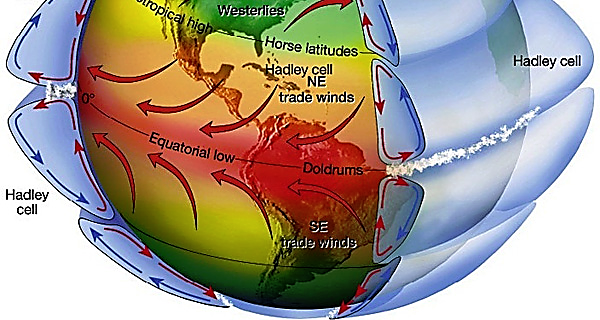 Westerlies
high
Horse latitudes
Hadley cell
Hadley cell
NE
trade winds
0°
Equatorial low
Doldrums
Hadley
cell
SE
trade winds